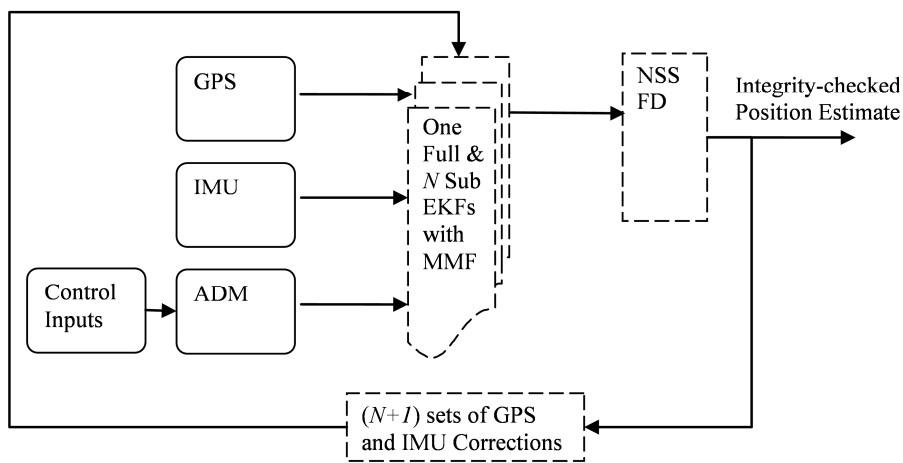 GPS
IMU
Control
Inputs
ADM
One
Full &
N Sub
EKFs
with
MMF
NSS
FD
Integrity-checked
Position Estimate
(N+1) sets of GPS
and IMU Corrections